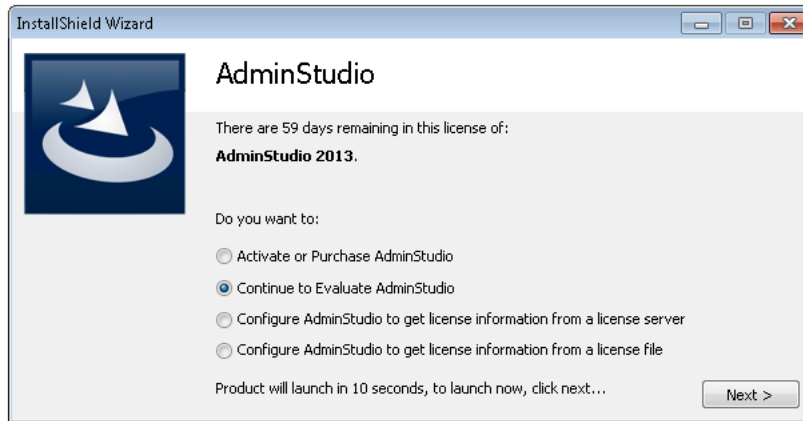 InstallShield Wizard
AdminStudio
There are 59 days remaining in this license of:
AdminStudio 2013.
Do you want to:
Activate or Purchase AdminStudio
Continue to Evaluate AdminStudio
Configure AdminStudio to get license information from a license server
Configure AdminStudio to get license information from a license file
Product will launch in 10 seconds, to launch now, click next...
Next >